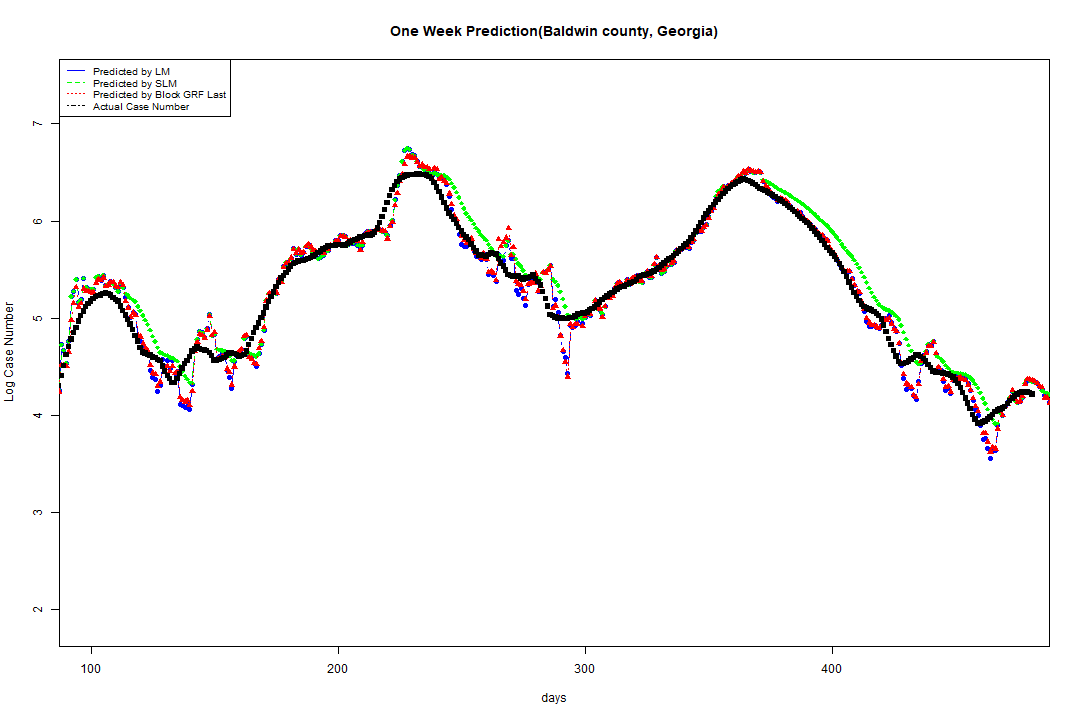 One Week Prediction(Baldwin county, Georgia)
Predicted by LM
Predicted by SLM
Predicted by Block GRF Last
Actual Case Number
7
6
5
4
3
2
Log Case Number
100 200 300 400
days